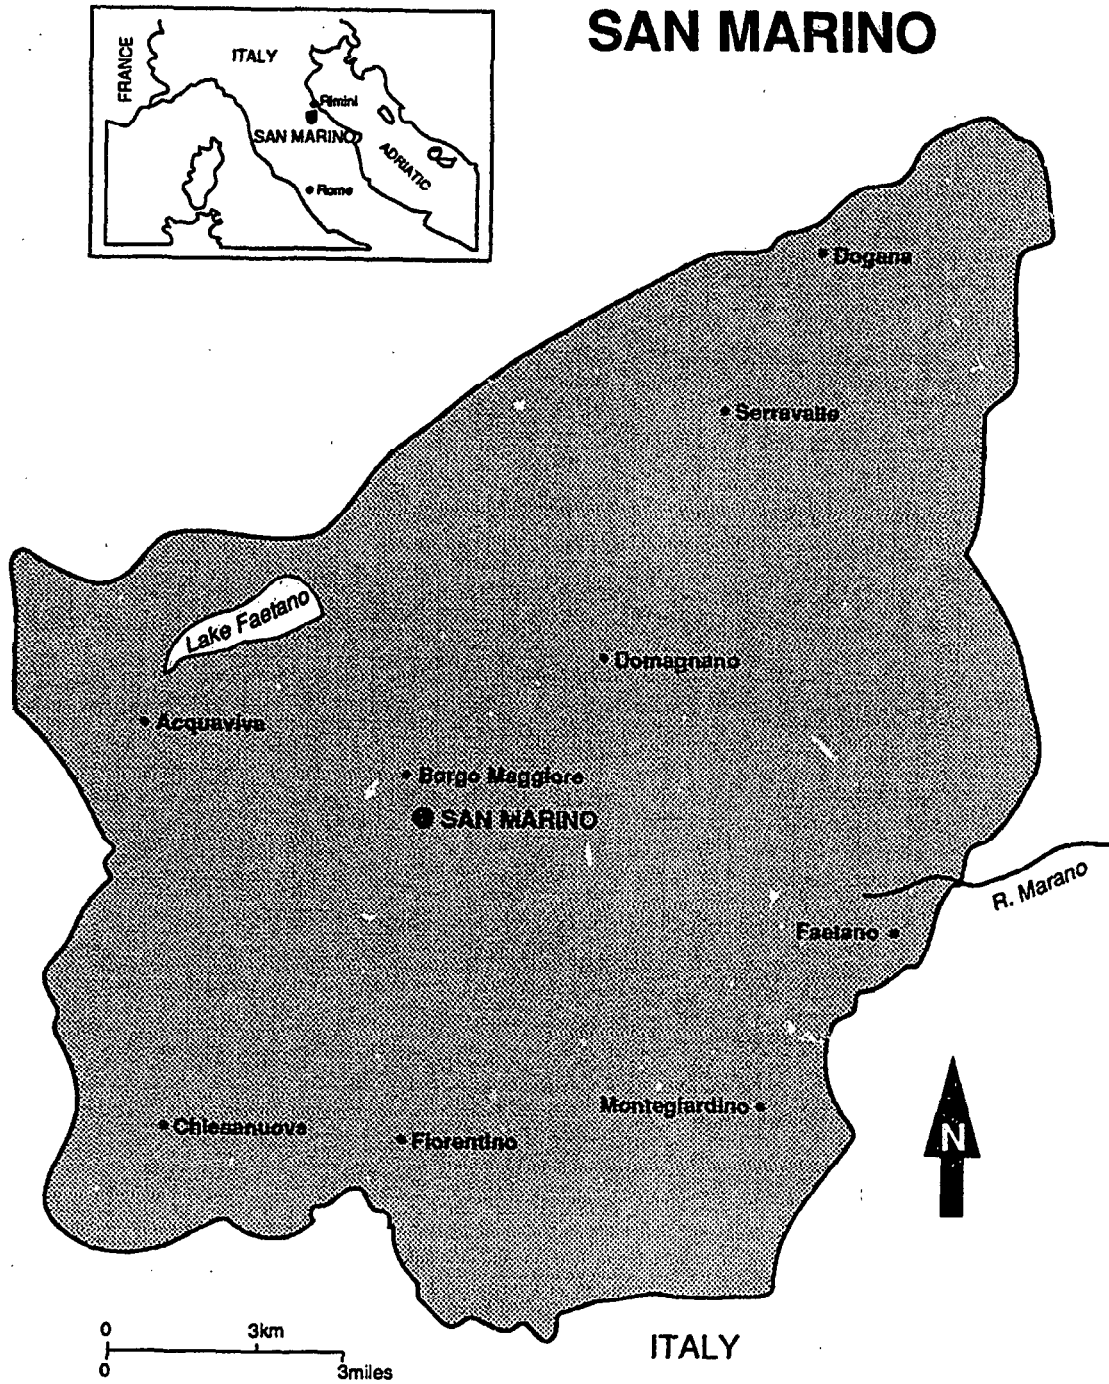 SAN MARINO
FRANCE
ITALY
Rimini
SAN MARINO
ADRIATIC
Rome
Dogana
Serravalle
Lake Faetano
Domagnano
Acquaviva
Borgo Maggiore
SAN MARINO
R. Marano
Faetano
Montegiardino
Chiesanuova
Fiorentino
N
0 3km
0 3miles
ITALY